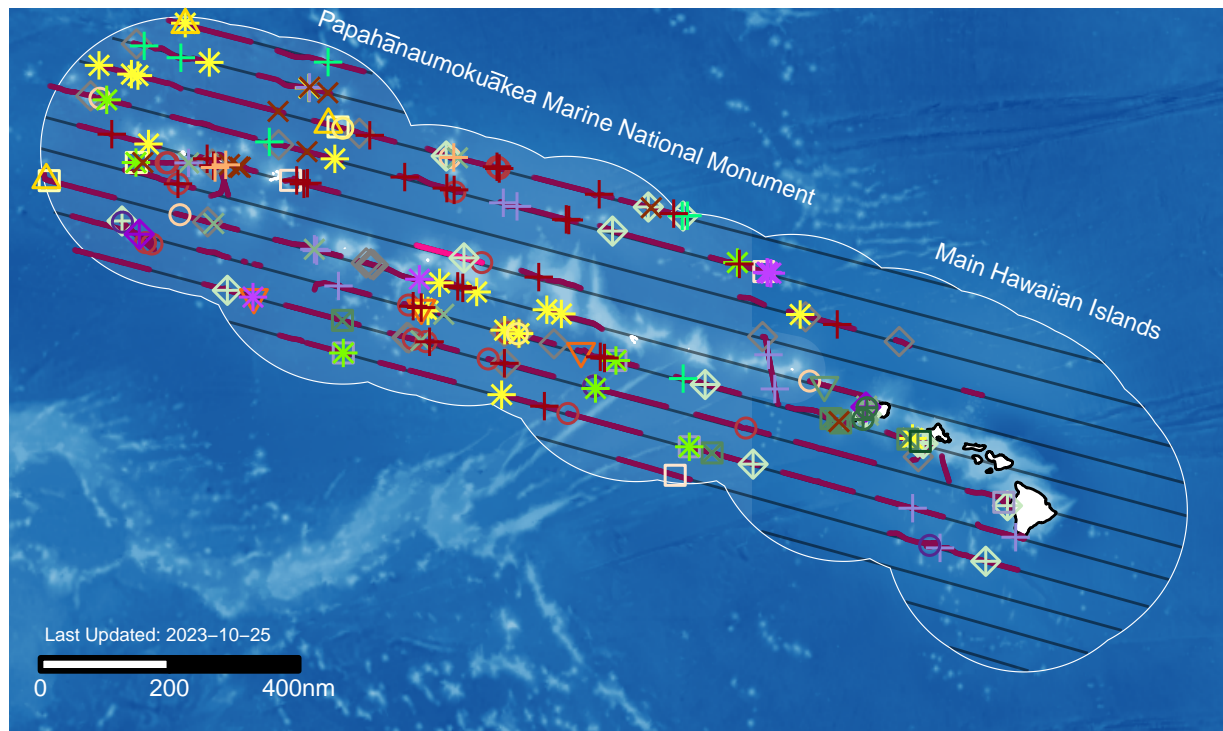 Papahānaumokuākea Marine National Monument
Main Hawaiian Islands
Last Updated: 2023−10−25
0 200 400nm